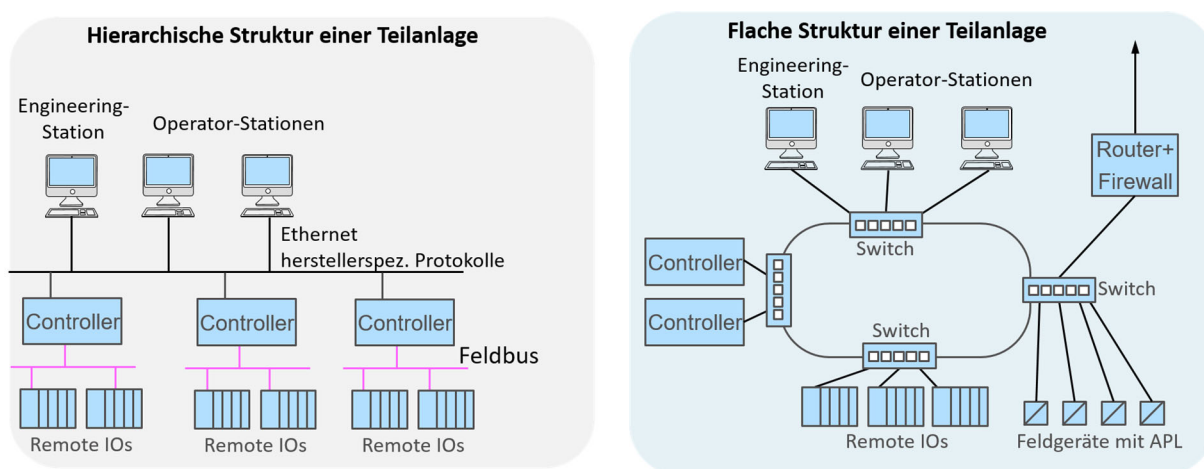 Hierarchische Struktur einer Teilanlage
Engineering-
Station
Operator-Stationen
Ethernet
herstellerspez. Protokolle
Controller
Controller
Controller
Feldbus
Remote IOs
Remote IOs
Remote IOs
Flache Struktur einer Teilanlage
Engineering-
Station
Operator-Stationen
Router+
Firewall
Switch
Controller
Controller
Switch
Switch
Remote IOs
Feldgeräte mit APL